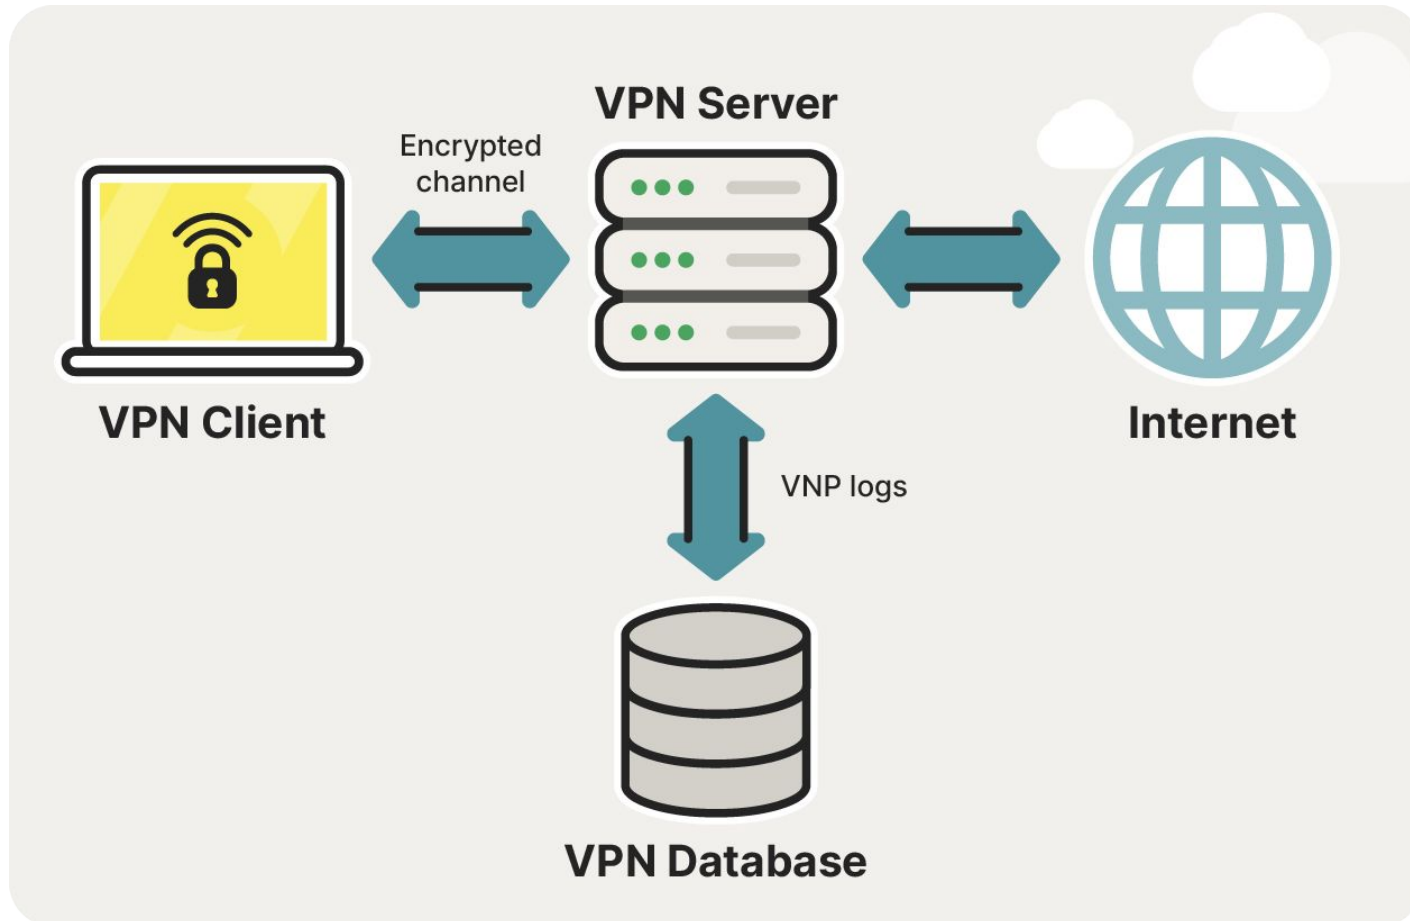 VPN Server
Encrypted
channel
VPN Client
Internet
VNP logs
VPN Database